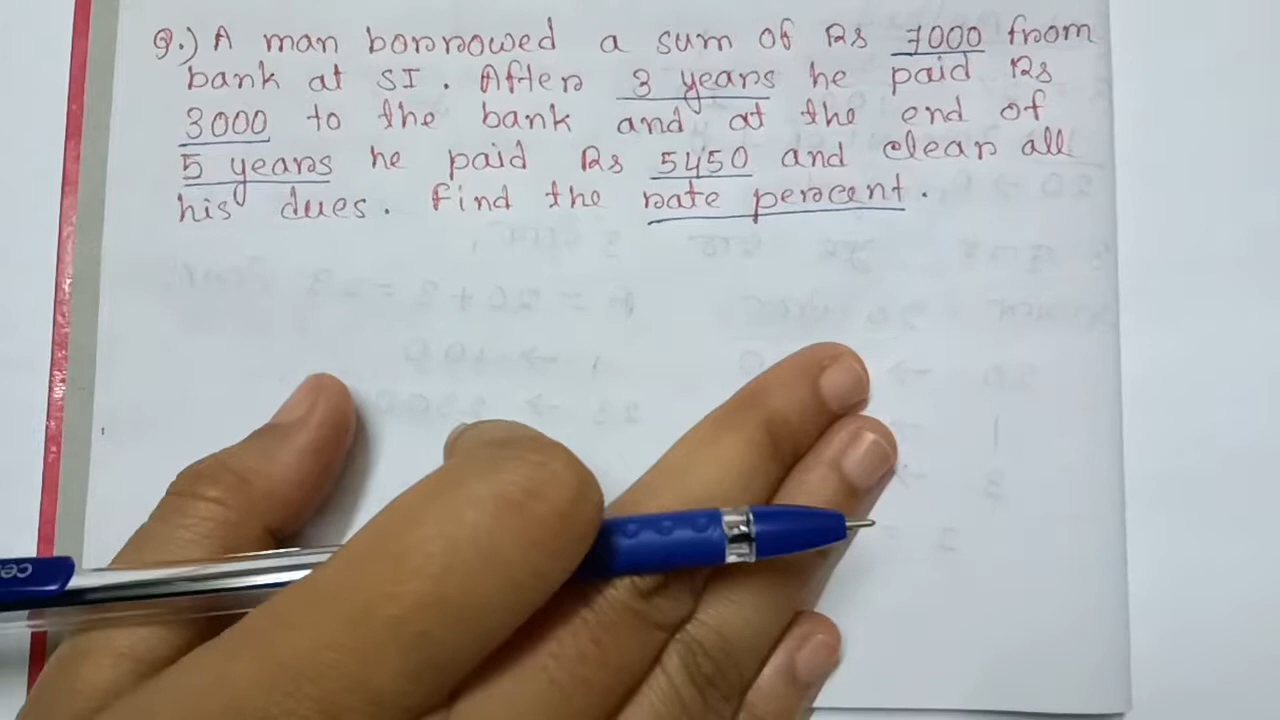 Q.) A man borrowed a sum of Rs 7000 from
bank at SI. After 3 years he paid Rs
3000 to the bank and at the end of
5 years he paid Rs 5450 and clear all
his dues. Find the rate percent.